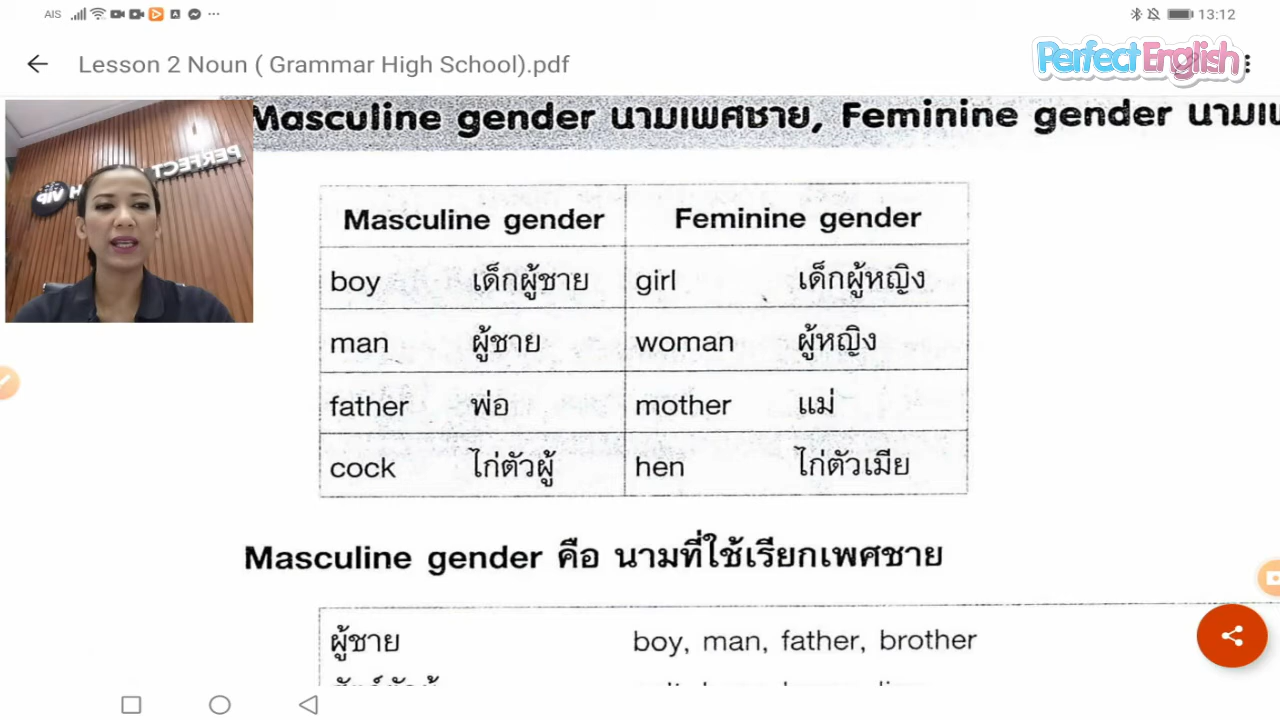 AIS
13:12
Lesson 2 Noun ( Grammar High School).pdf
Perfect English
Masculine gender นามเพศชาย, Feminine gender
Masculine gender Feminine gender
boy เด็กผู้ชาย girl เด็กผู้หญิง
man ผู้ชาย woman ผู้หญิง
father พ่อ mother แม่
cock ไก่ตัวผู้ hen ไก่ตัวเมีย
Masculine gender คือ นามที่ใช้เรียกเพศชาย
ผู้ชาย boy, man, father, brother
PERFECT
VIP